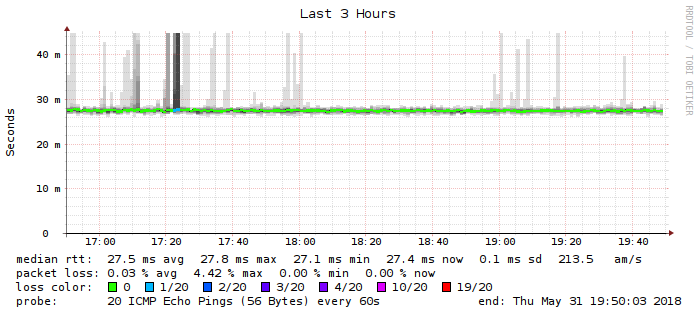 Last 3 Hours
RRDTOOL / TOBI OETIKER
Seconds
40 m
30 m
20 m
10 m
0
17:00 17:20 17:40 18:00 18:20 18:40 19:00 19:20 19:40
median rtt: 27.5 ms avg 27.8 ms max 27.1 ms min 27.4 ms now 0.1 ms sd 213.5 am/s
packet loss: 0.03 % avg 4.42 % max 0.00 % min 0.00 % now
loss color: 0 1/20 2/20 3/20 4/20 10/20 19/20
probe: 20 ICMP Echo Pings (56 Bytes) every 60s end: Thu May 31 19:50:03 2018